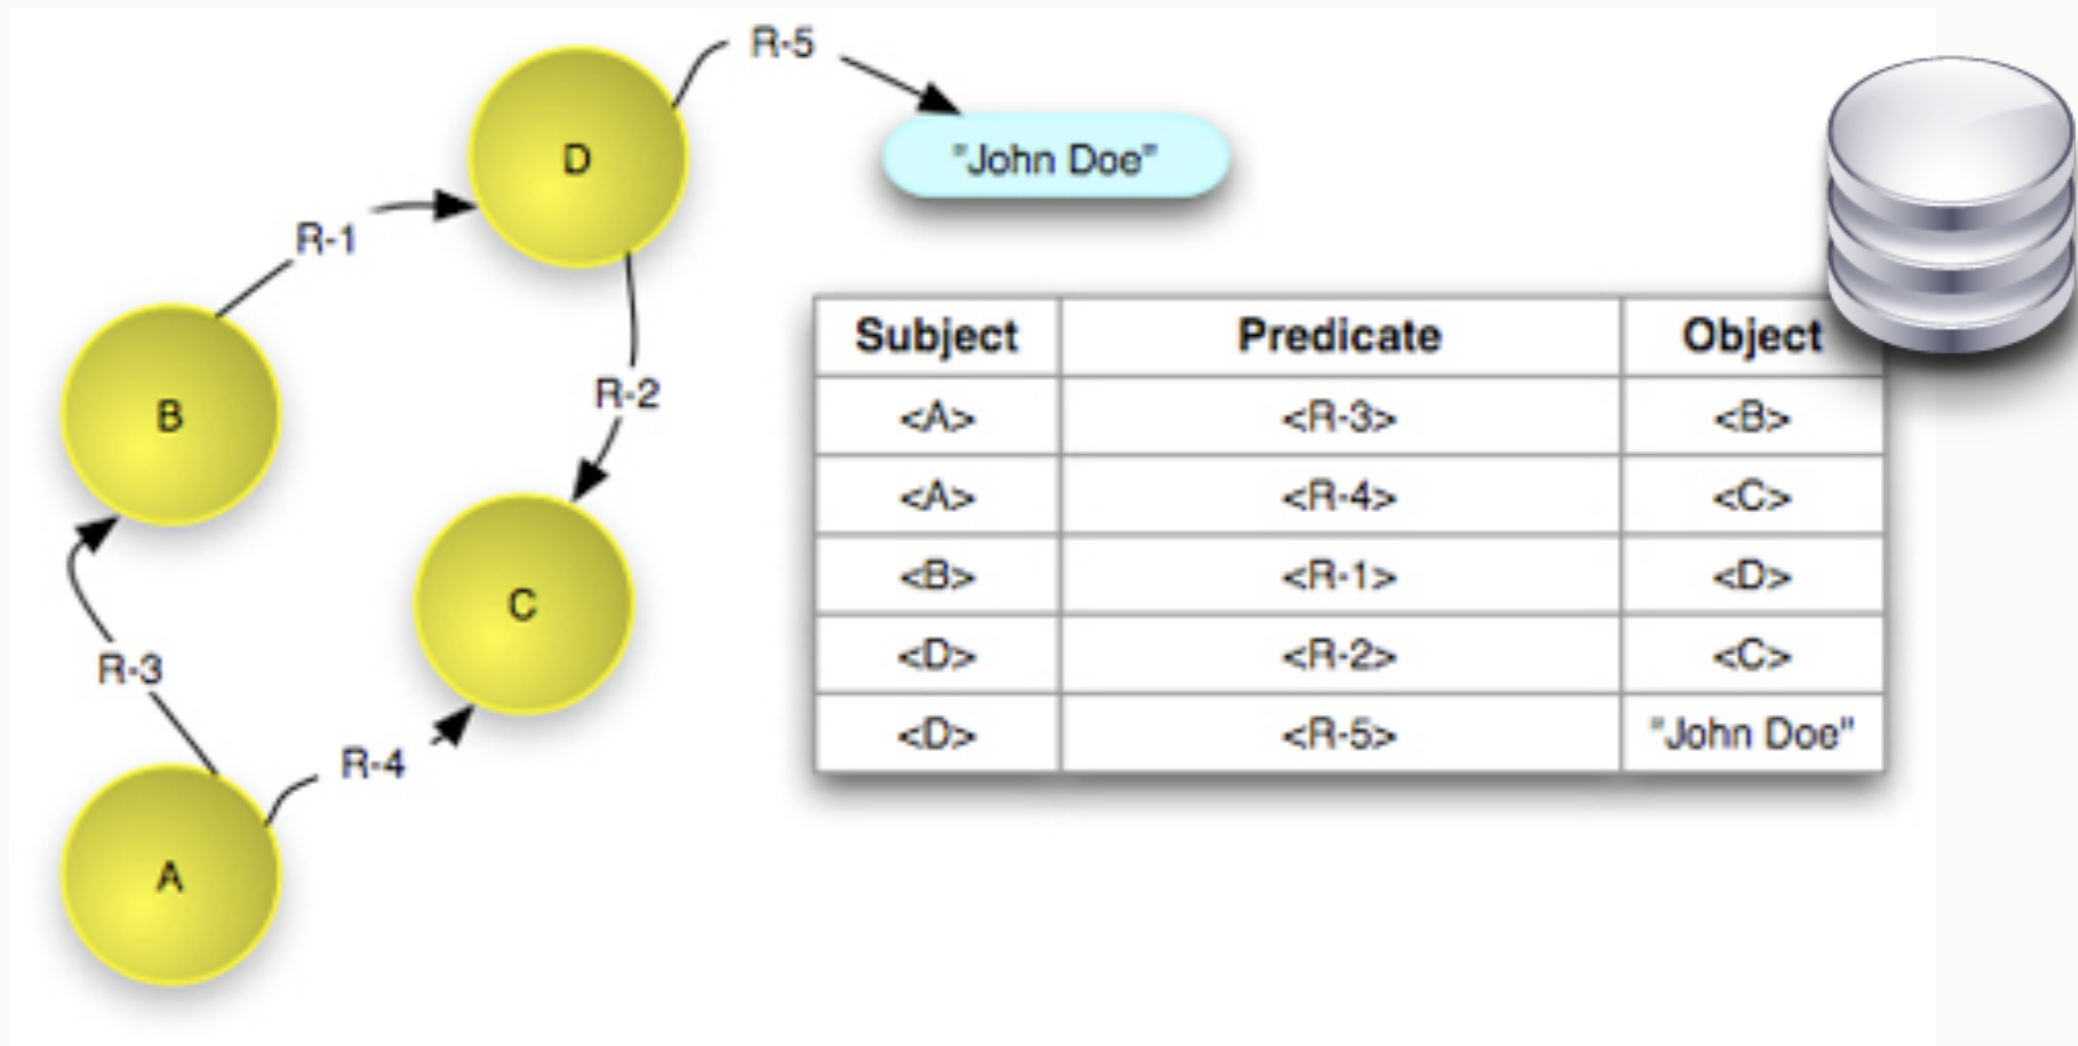 R-5
D
"John Doe"
R-1
R-2
B
C
R-3
R-4
A
Subject Predicate Object
<A> <R-3> <B>
<A> <R-4> <C>
<B> <R-1> <D>
<D> <R-2> <C>
<D> <R-5> "John Doe"